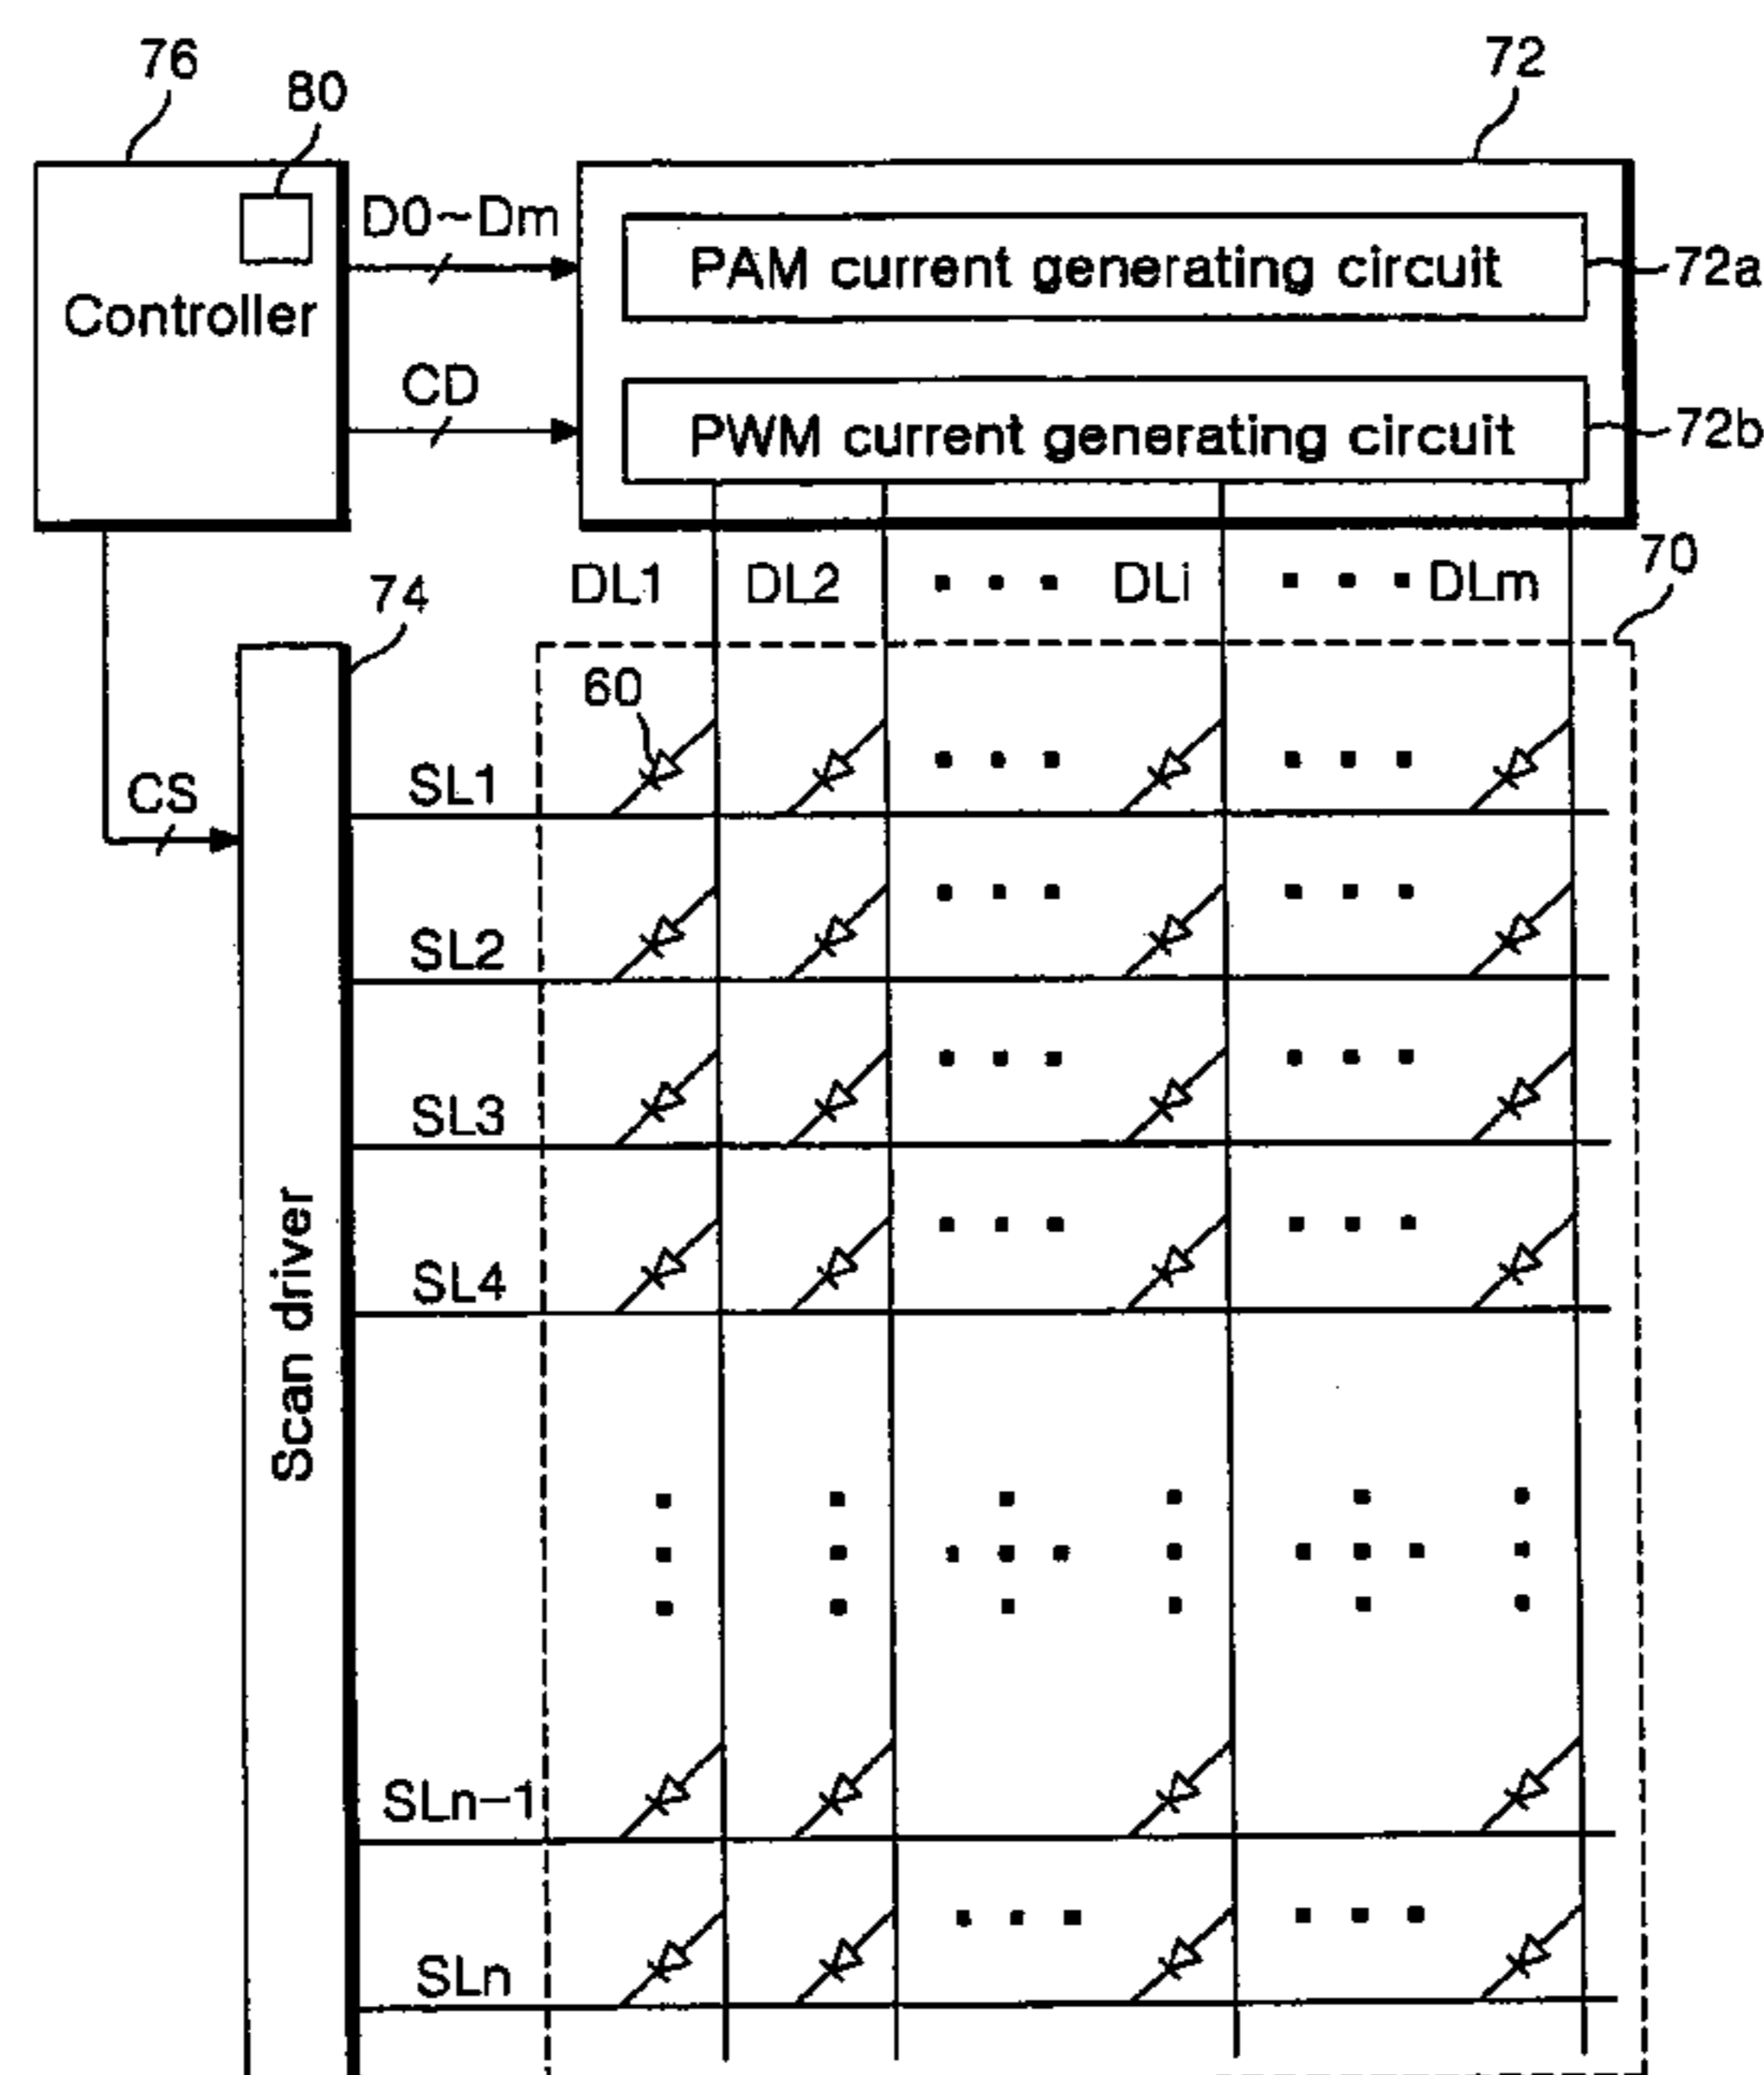 76
80
72
D0~Dm
PAM current generating circuit
72a
Controller
CD
PWM current generating circuit
72b
DL1 DL2 DLi DLm
70
74
60
SL1
CS
SL2
SL3
SL4
Scan driver
SLn-1
SLn